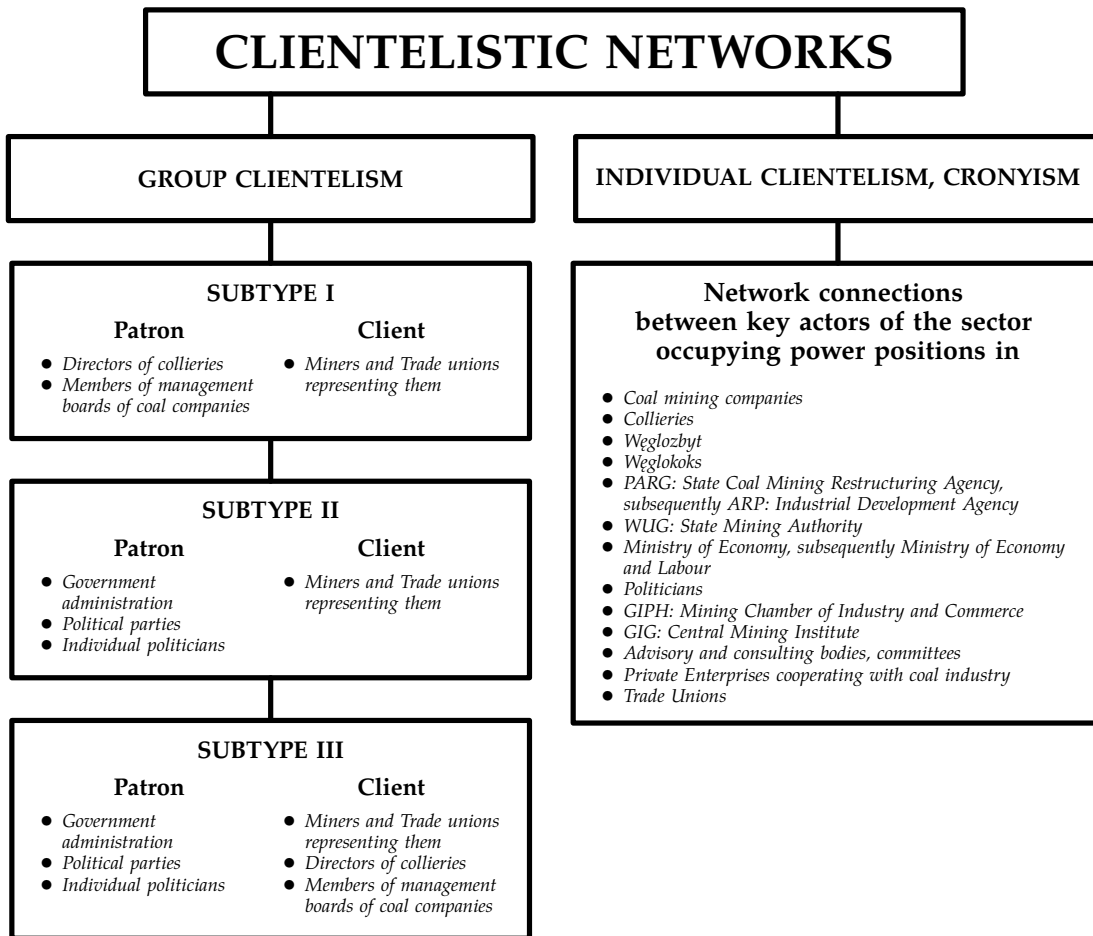 CLIENTELISTIC NETWORKS
GROUP CLIENTELISM
SUBTYPE I
Patron
● Directors of collieries
● Members of management
boards of coal companies
Client
● Miners and Trade unions
representing them
SUBTYPE II
Patron
● Government
administration
● Political parties
● Individual politicians
Client
● Miners and Trade unions
representing them
SUBTYPE III
Patron
● Government
administration
● Political parties
● Individual politicians
Client
● Miners and Trade unions
representing them
● Directors of collieries
● Members of management
boards of coal companies
INDIVIDUAL CLIENTELISM, CRONYISM
Network connections
between key actors of the sector
occupying power positions in
● Coal mining companies
● Collieries
● Węglozbyt
● Węglokoks
● PARG: State Coal Mining Restructuring Agency,
subsequently ARP: Industrial Development Agency
● WUG: State Mining Authority
● Ministry of Economy, subsequently Ministry of Economy
and Labour
● Politicians
● GIPH: Mining Chamber of Industry and Commerce
● GIG: Central Mining Institute
● Advisory and consulting bodies, committees
● Private Enterprises cooperating with coal industry
● Trade Unions